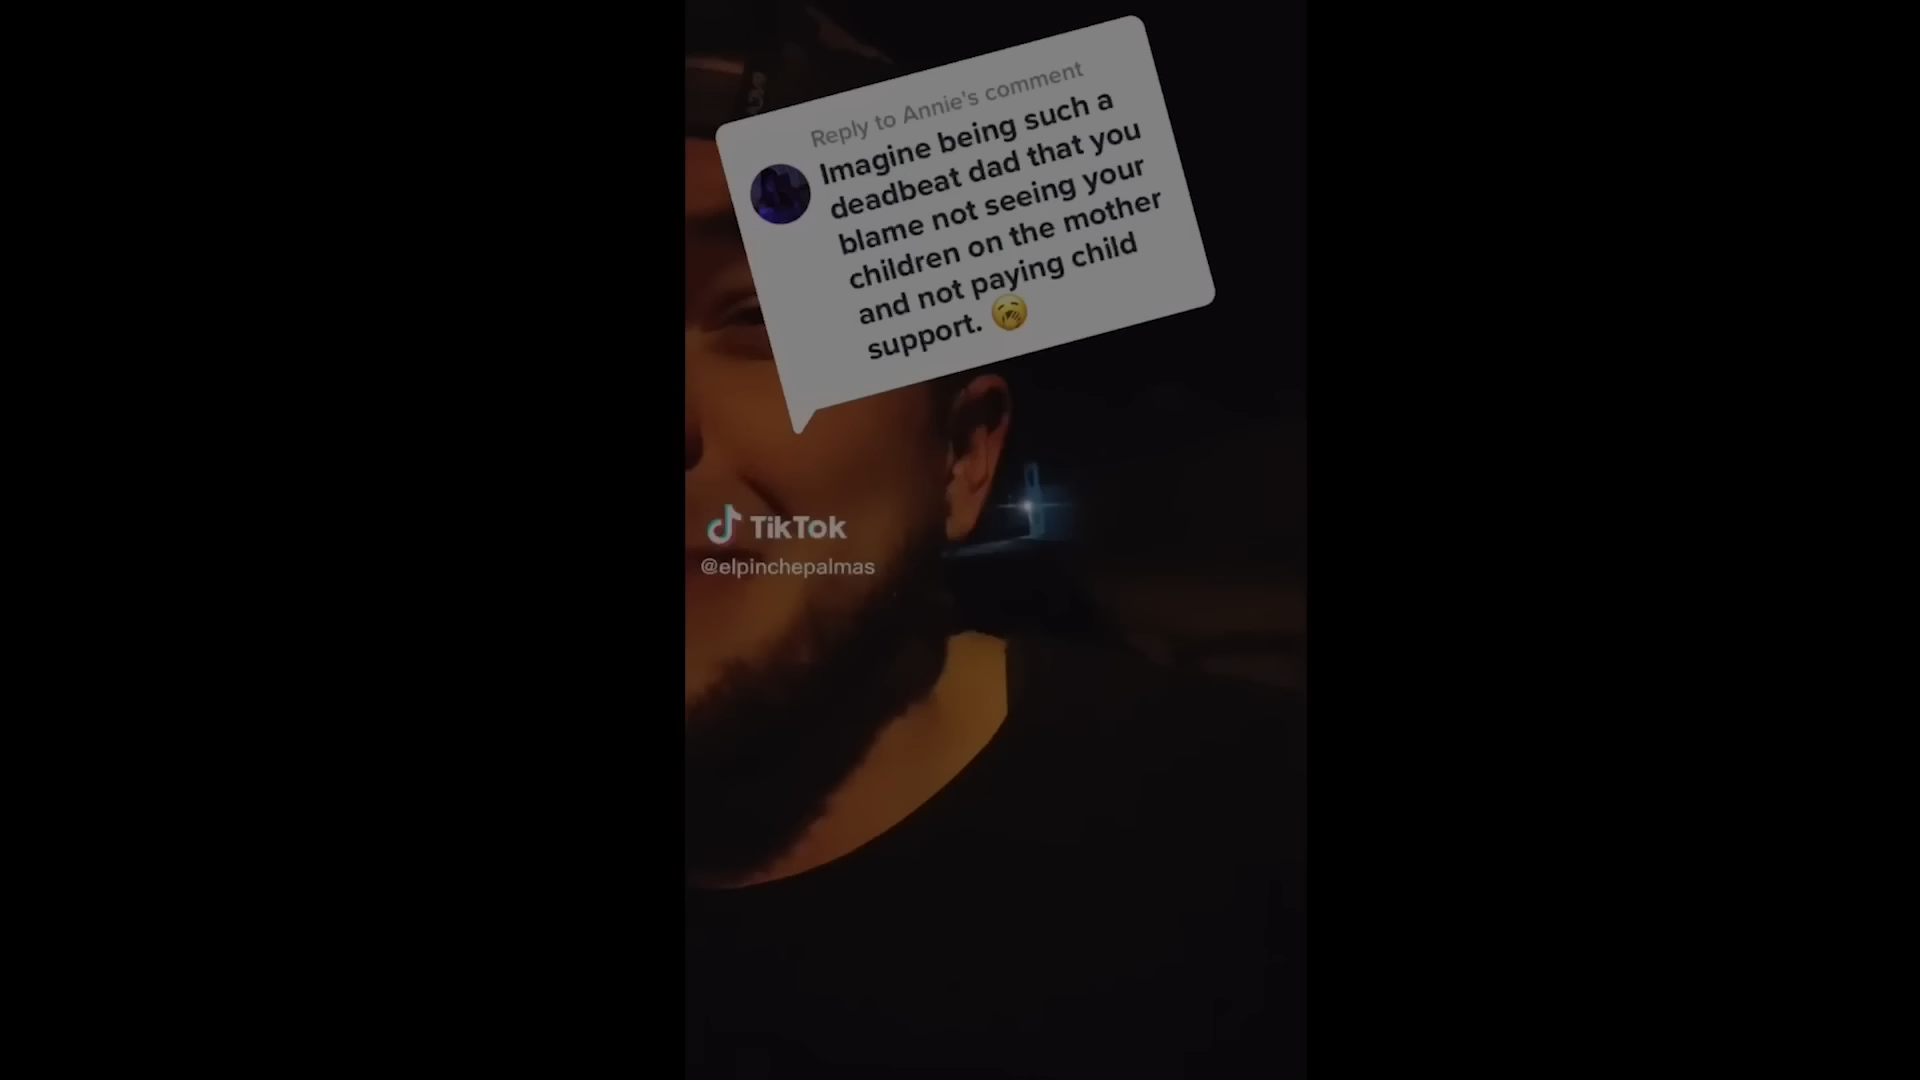 Reply to Annie's comment
Imagine being such a
deadbeat dad that you
blame not seeing your
children on the mother
and not paying child
support. 🥱
TikTok
@elpinchepalmas